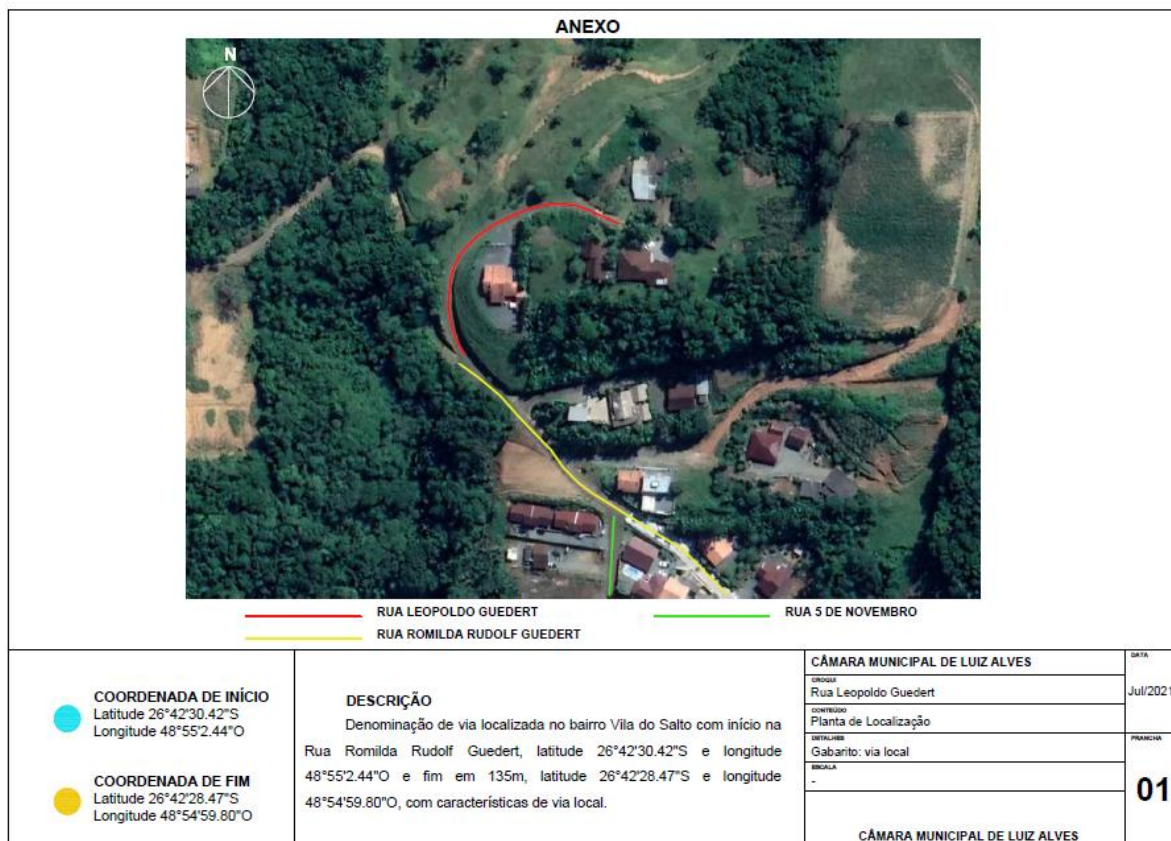 ANEXO
N
RUA LEOPOLDO GUEDERT
RUA 5 DE NOVEMBRO
RUA ROMILDA RUDOLF GUEDERT
COORDENADA DE INÍCIO
Latitude 26°42'30.42"S
Longitude 48°55'2.44"O
COORDENADA DE FIM
Latitude 26°42'28.47"S
Longitude 48°54'59.80"O
DESCRIÇÃO
Denominação de via localizada no bairro Vila do Salto com início na
Rua Romilda Rudolf Guedert, latitude 26°42'30.42"S e longitude
48°55'2.44"O e fim em 135m, latitude 26°42'28.47"S e longitude
48°54'59.80"O, com características de via local.
CÂMARA MUNICIPAL DE LUIZ ALVES
CROQUI
Rua Leopoldo Guedert
CONTEÚDO
Planta de Localização
DETALHES
Gabarito: via local
ESCALA
-
CÂMARA MUNICIPAL DE LUIZ ALVES
DATA
Jul/2021
PRANCHA
01